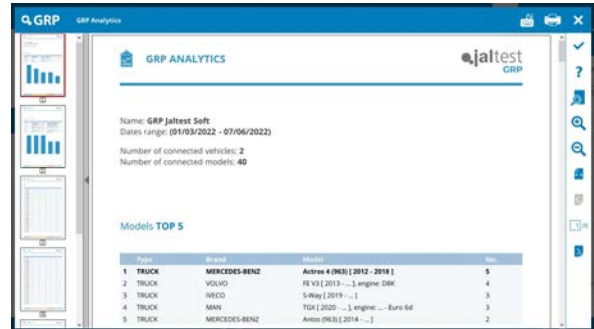 GRP GRP Analytics
GRP ANALYTICS
jaltest
GRP
Name: GRP Jaltest Soft
Dates range: (01/03/2022 - 07/06/2022)
Number of connected vehicles: 2
Number of connected models: 40
Models TOP 5
Type Brand Model No.
1 TRUCK MERCEDES-BENZ Actros 4 (963) [ 2012 - 2018 ] 5
2 TRUCK VOLVO FE V3 [ 2013 - ... ], engine: D8K 4
3 TRUCK IVECO S-Way [ 2019 - ... ] 3
4 TRUCK MAN TGX [ 2020 - ... ], engine: ... - Euro 6d 3
5 TRUCK MERCEDES-BENZ Antos (963) [ 2014 - ... ] 2